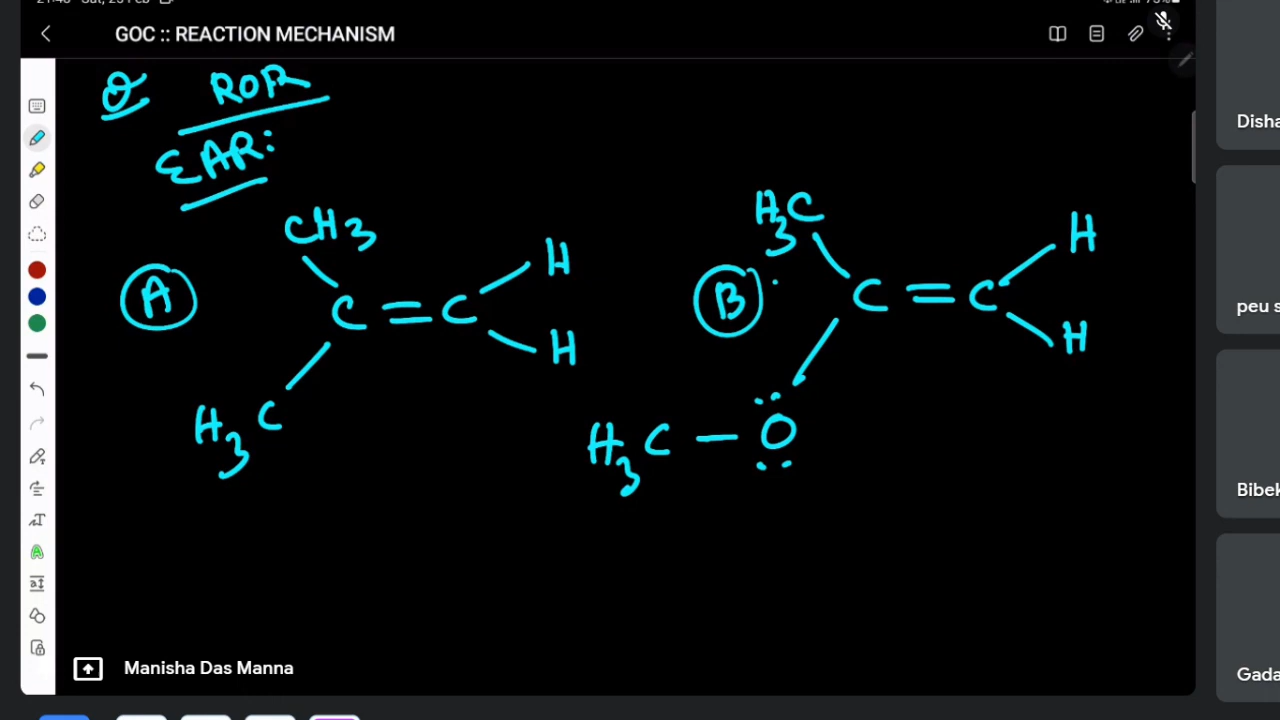 GOC :: REACTION MECHANISM
Q ROR
EAR:
CH3
H3C
A
C = C
H
H
H3C
B
C = C
H
H
H3C - O
Manisha Das Manna
Disha
peu s
Bibek
Gada